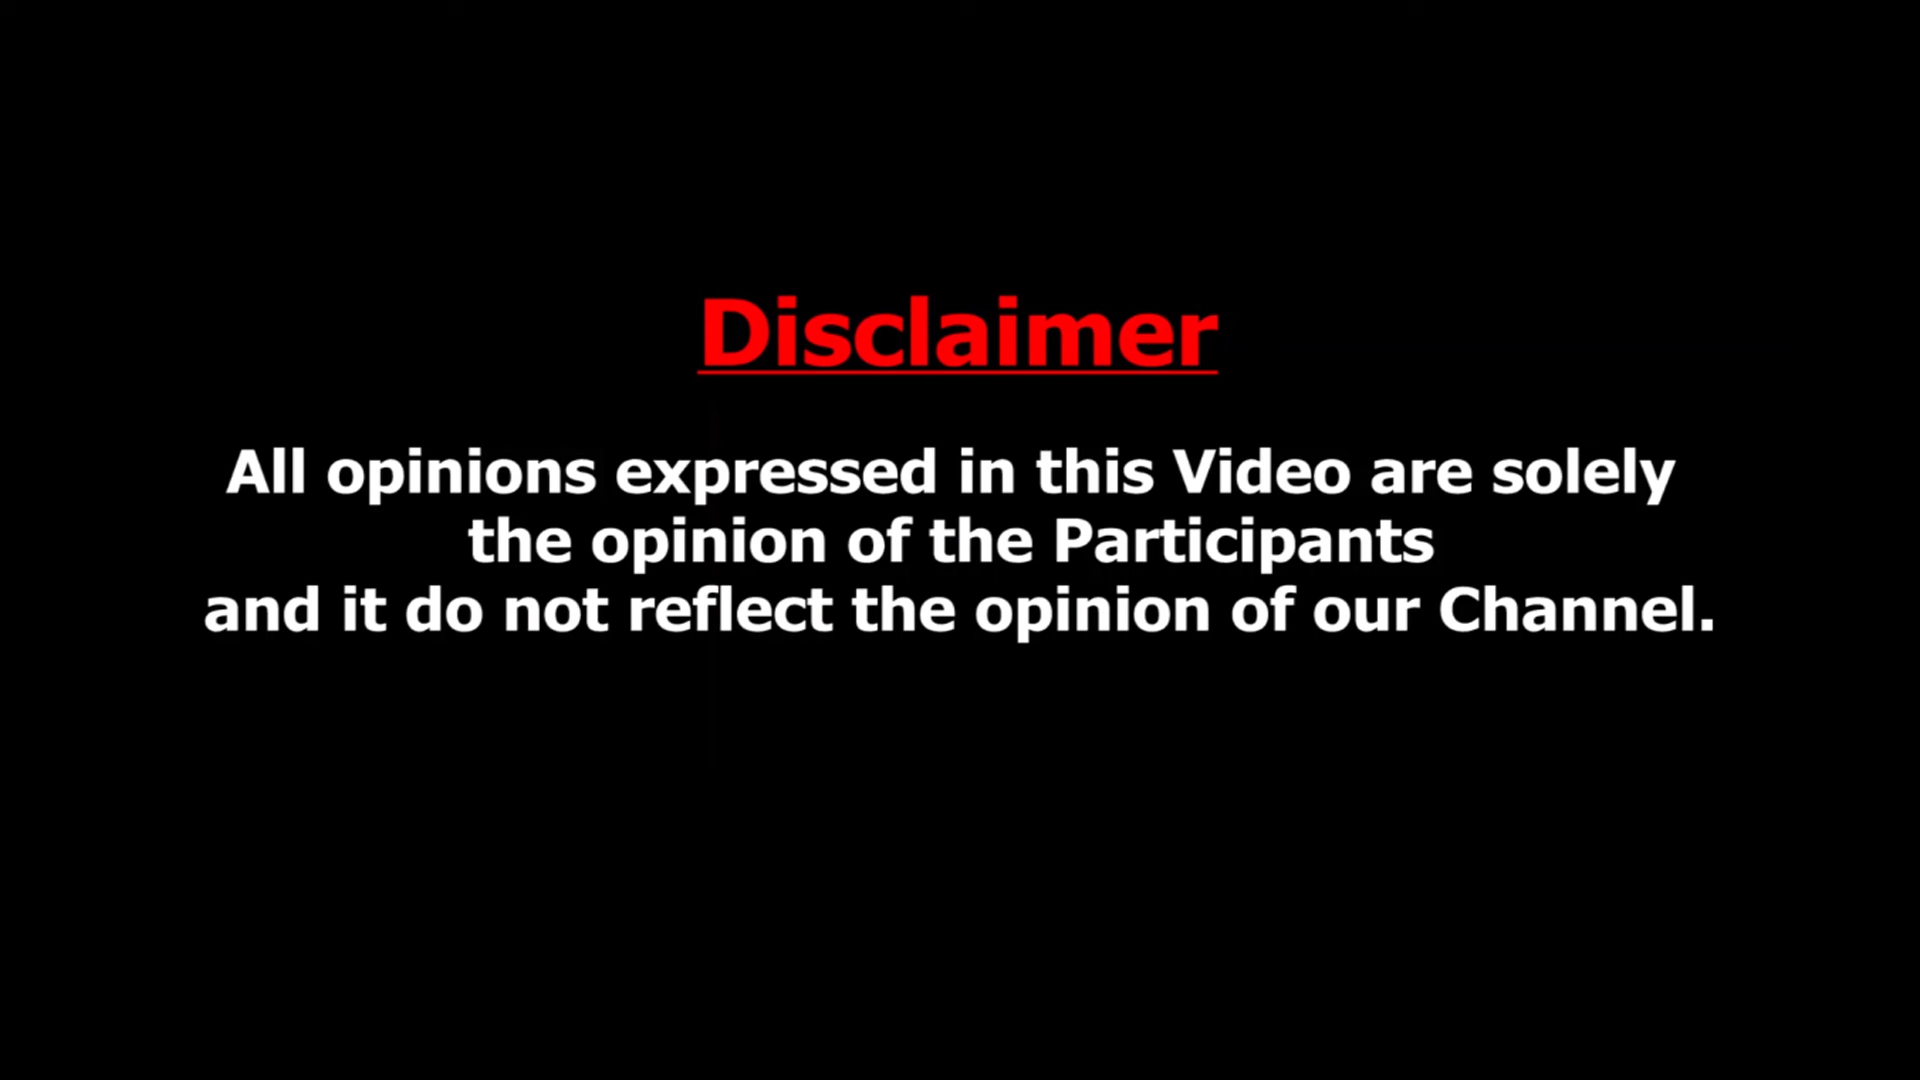 Disclaimer
All opinions expressed in this Video are solely
the opinion of the Participants
and it do not reflect the opinion of our Channel.